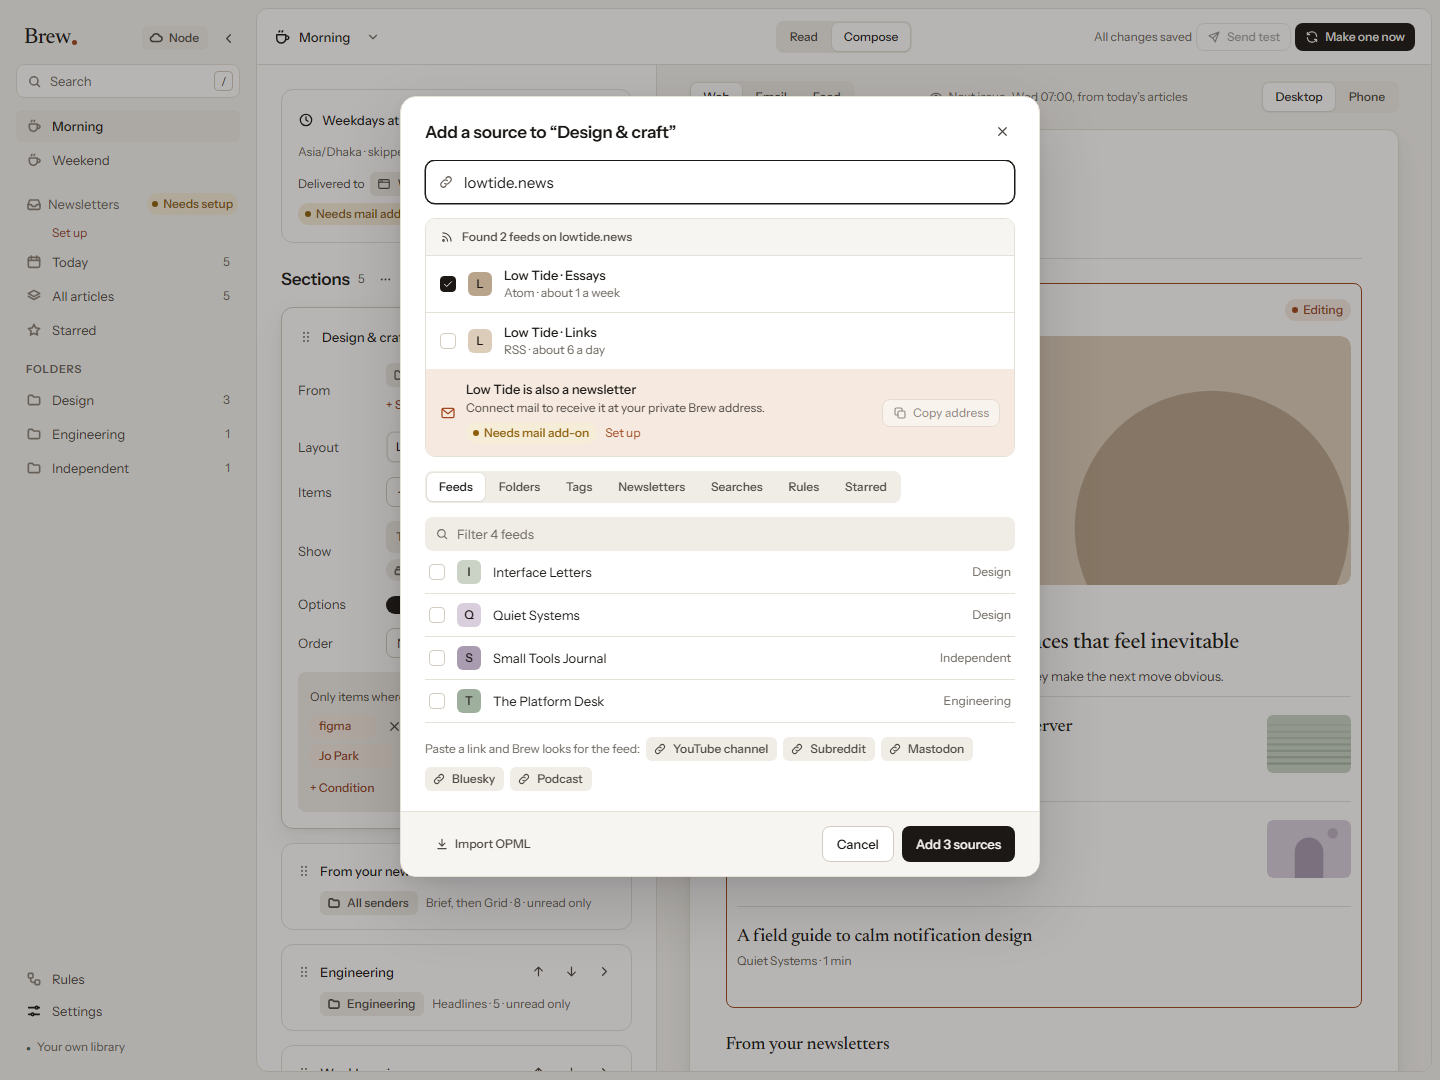 Brew.
Node
Search
/
Morning
Weekend
Newsletters
Needs setup
Set up
Today 5
All articles 5
Starred
FOLDERS
Design 3
Engineering 1
Independent 1
Rules
Settings
Your own library
Morning
Read
Compose
All changes saved
Send test
Make one now
Weekdays at
Asia/Dhaka · skippe
Delivered to
Needs mail add
Sections 5
Design & cra
From
Layout
Items
Show
Options
Order
Only items where
figma
Jo Park
+ Condition
From your new
All senders
Brief, then Grid · 8 · unread only
Engineering
Engineering
Headlines · 5 · unread only
07:00, from today's articles
Desktop
Phone
Editing
ces that feel inevitable
y make the next move obvious.
erver
A field guide to calm notification design
Quiet Systems · 1 min
From your newsletters
Add a source to “Design & craft”
lowtide.news
Found 2 feeds on lowtide.news
L
Low Tide · Essays
Atom · about 1 a week
L
Low Tide · Links
RSS · about 6 a day
Low Tide is also a newsletter
Connect mail to receive it at your private Brew address.
Needs mail add-on
Set up
Copy address
Feeds
Folders
Tags
Newsletters
Searches
Rules
Starred
Filter 4 feeds
I
Interface Letters
Design
Q
Quiet Systems
Design
S
Small Tools Journal
Independent
T
The Platform Desk
Engineering
Paste a link and Brew looks for the feed:
YouTube channel
Subreddit
Mastodon
Bluesky
Podcast
Import OPML
Cancel
Add 3 sources